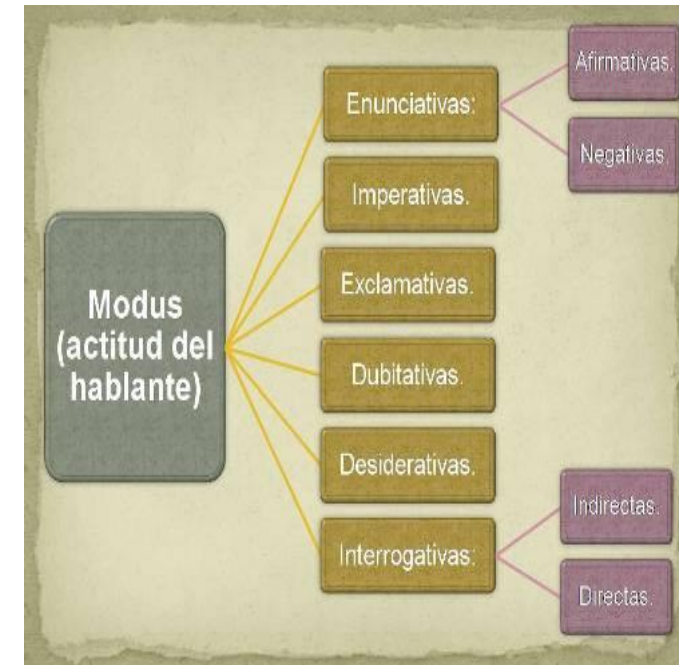 Modus
(actitud del
hablante)
Enunciativas:
Afirmativas.
Negativas.
Imperativas.
Exclamativas.
Dubitativas.
Desiderativas.
Interrogativas:
Indirectas.
Directas.